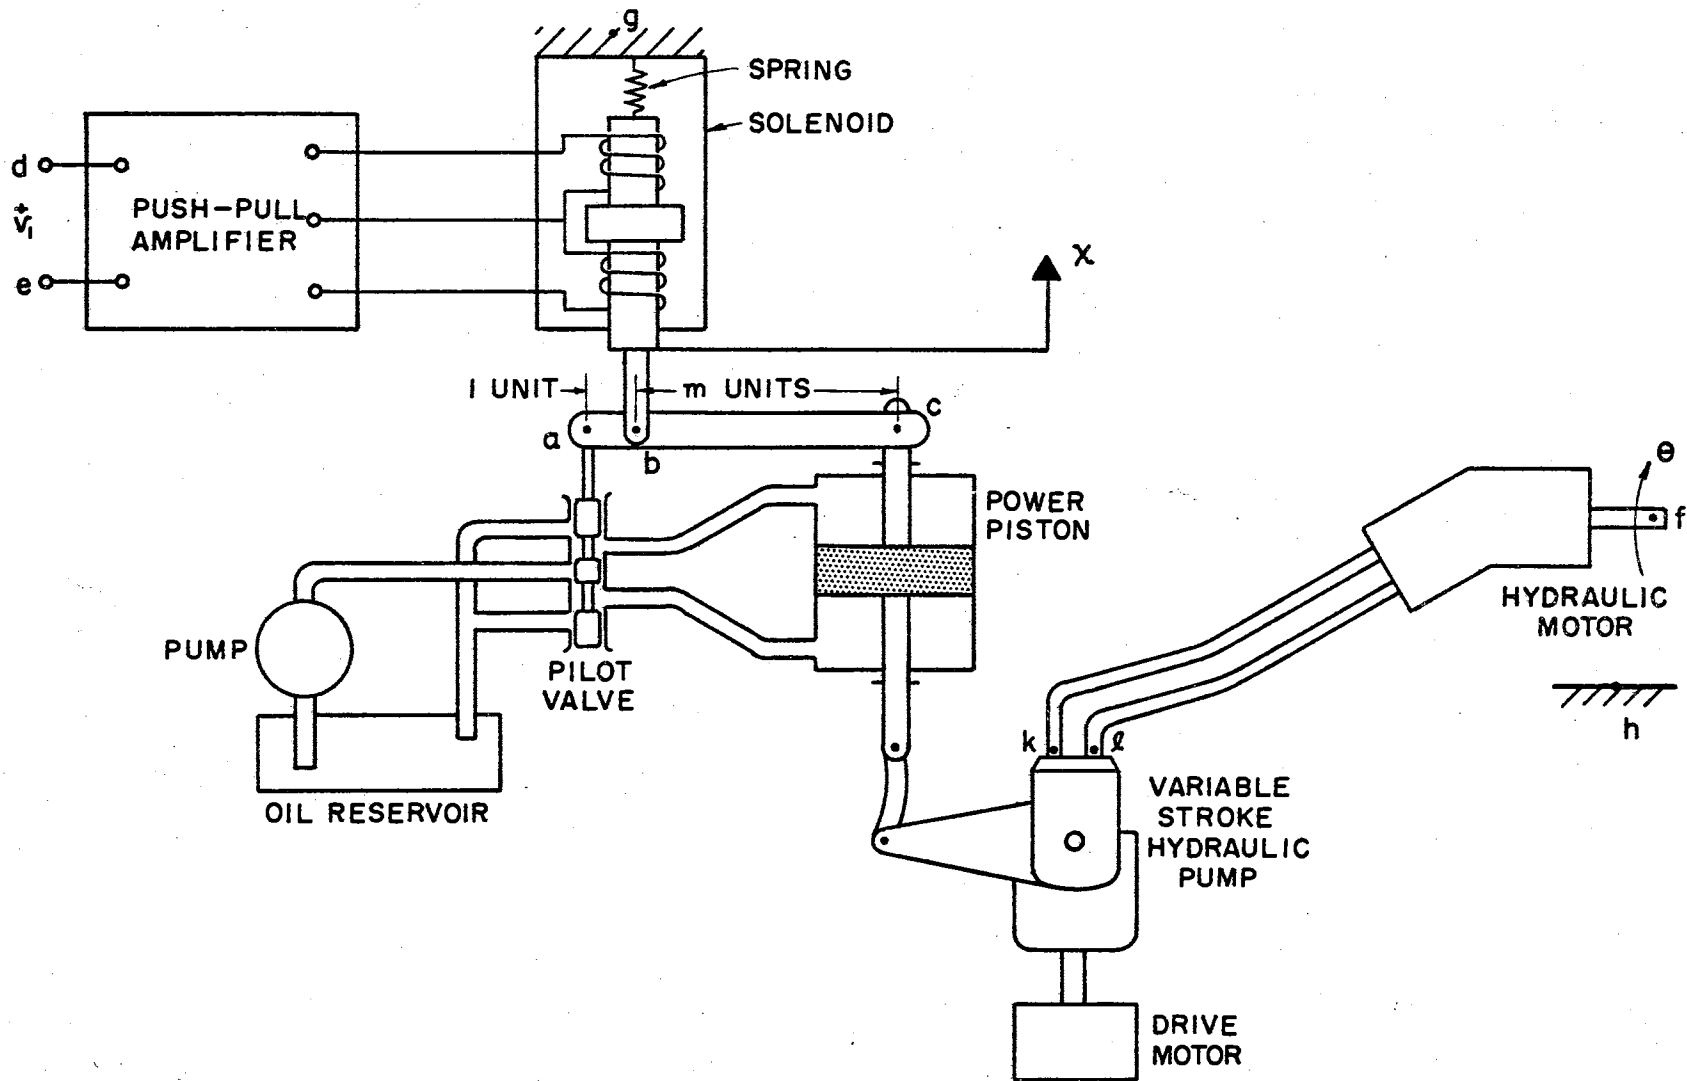 g
SPRING
SOLENOID
d
+
v₁
e
PUSH-PULL
AMPLIFIER
χ
1 UNIT
m UNITS
a
b
c
POWER
PISTON
θ
f
HYDRAULIC
MOTOR
h
PUMP
PILOT
VALVE
OIL RESERVOIR
k
ℓ
VARIABLE
STROKE
HYDRAULIC
PUMP
DRIVE
MOTOR